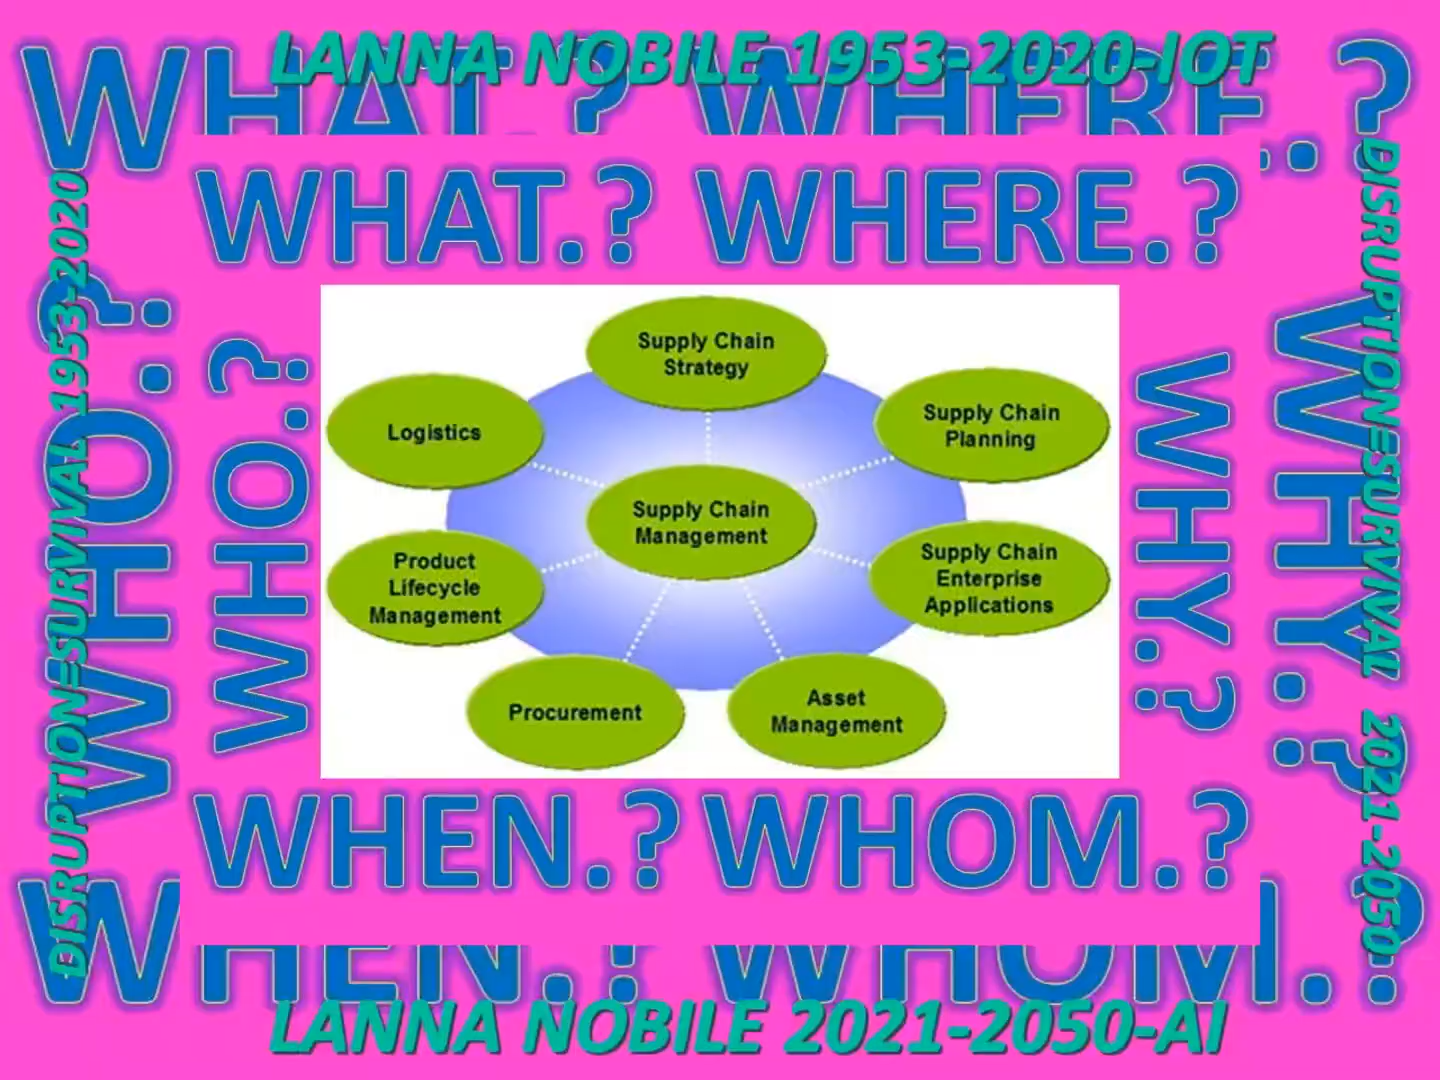 LANNA NOBILE 1953-2020-IOT
WHAT.? WHERE.?
WHAT.? WHERE.?
DISRUPTION=SURVIVAL 1953-2020
WHO.?
WHO.?
Supply Chain
Strategy
Logistics
Supply Chain
Planning
Supply Chain
Management
Product
Lifecycle
Management
Supply Chain
Enterprise
Applications
Procurement
Asset
Management
WHY.?
WHY.?
DISRUPTION=SURVIVAL 2021-2050
WHEN.? WHOM.?
WHEN.? WHOM.?
LANNA NOBILE 2021-2050-AI